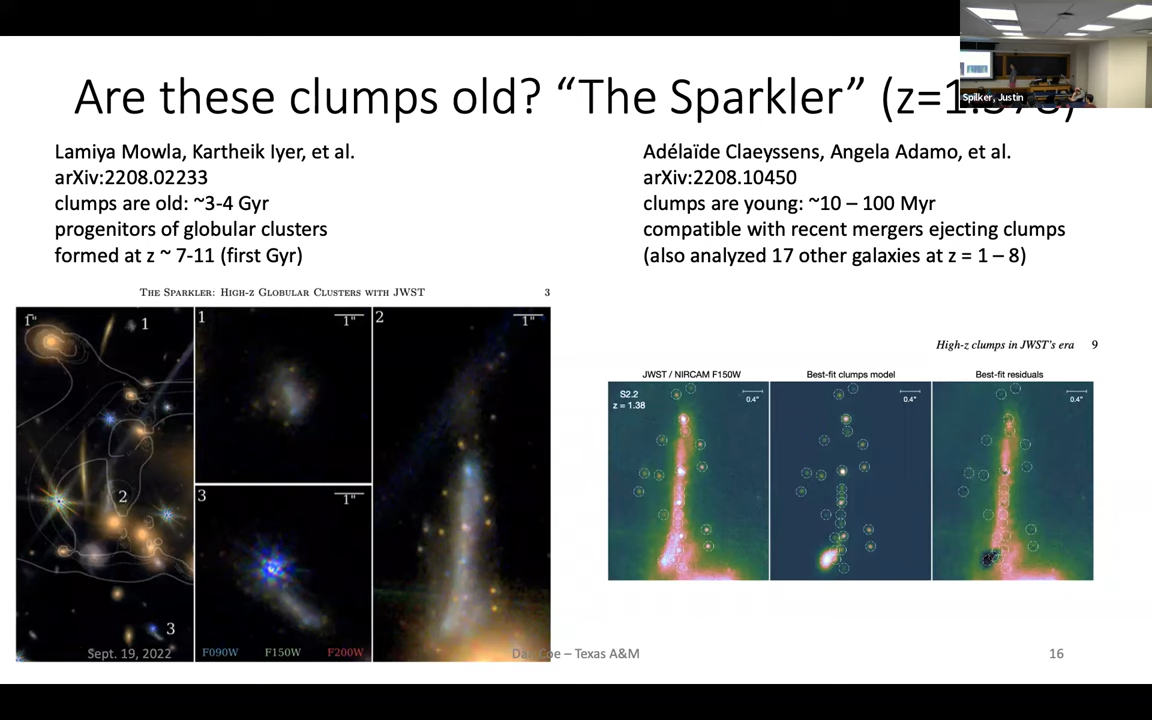 Are these clumps old? “The Sparkler” (z=1.378)
Spilker, Justin
Lamiya Mowla, Kartheik Iyer, et al.
arXiv:2208.02233
clumps are old: ~3-4 Gyr
progenitors of globular clusters
formed at z ~ 7-11 (first Gyr)
Adélaïde Claeyssens, Angela Adamo, et al.
arXiv:2208.10450
clumps are young: ~10 – 100 Myr
compatible with recent mergers ejecting clumps
(also analyzed 17 other galaxies at z = 1 – 8)
The Sparkler: High-z Globular Clusters with JWST 3
1"
1
2
3
1
1"
3
1"
F090W F150W F200W
2
1"
High-z clumps in JWST's era 9
JWST / NIRCAM F150W
S2.2
z = 1.38
0.4"
Best-fit clumps model
0.4"
Best-fit residuals
0.4"
Sept. 19, 2022
Dan Coe – Texas A&M
16